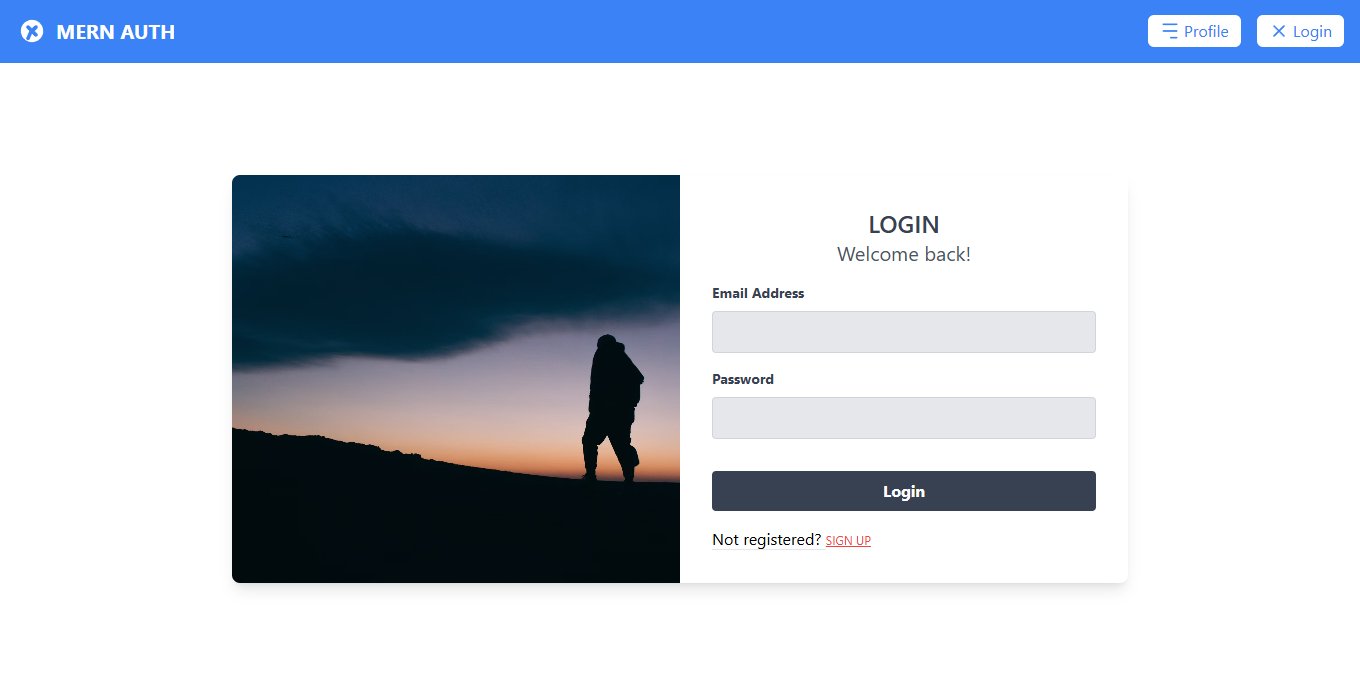 MERN AUTH
Profile
Login
LOGIN
Welcome back!
Email Address
Password
Login
Not registered? SIGN UP